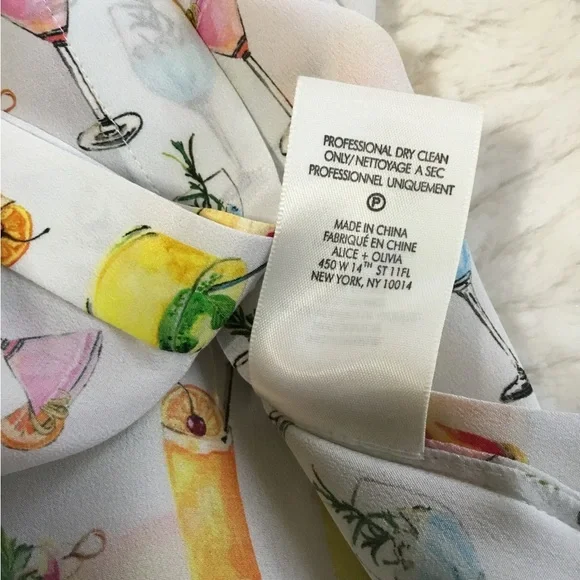 PROFESSIONAL DRY CLEAN
ONLY/ NETTOYAGE A SEC
PROFESSIONNEL UNIQUEMENT
P
MADE IN CHINA
FABRIQUÉ EN CHINE
ALICE + OLIVIA
450 W 14TH ST 11FL
NEW YORK, NY 10014